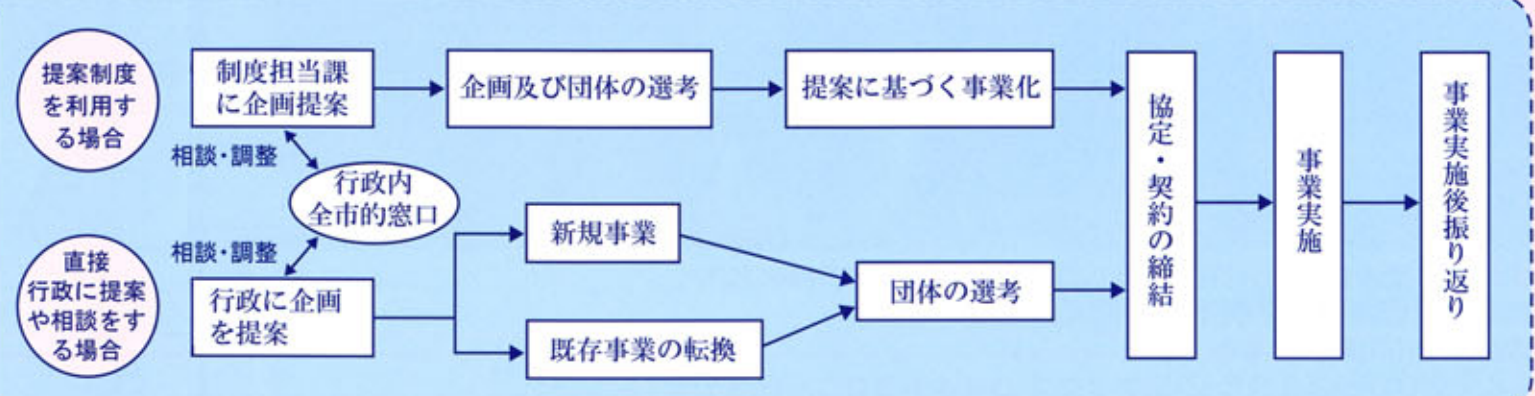 提案制度
を利用す
る場合
制度担当課
に企画提案
企画及び団体の選考
提案に基づく事業化
相談・調整
行政内
全市的窓口
相談・調整
直接
行政に提案
や相談をす
る場合
行政に企画
を提案
新規事業
既存事業の転換
団体の選考
協定・契約の締結
事業実施
事業実施後振り返り